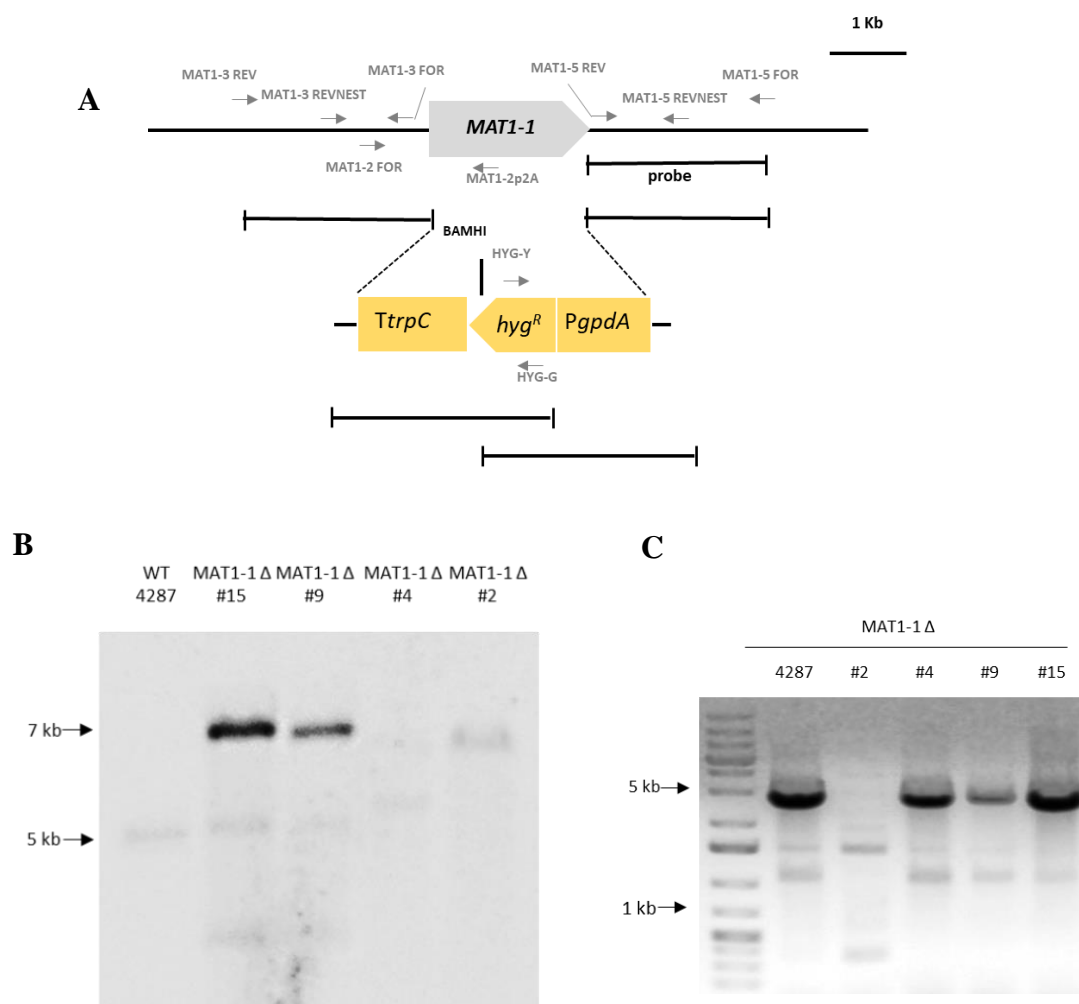 A
1 Kb
MAT1-3 REV
MAT1-3 FOR
MAT1-5 REV
MAT1-5 FOR
MAT1-3 REVNEST
MAT1-5 REVNEST
MAT1-1
MAT1-2 FOR
MAT1-2p2A
probe
BAMHI
HYG-Y
TtrpC
hygR
PgpdA
HYG-G
B
WT 4287
MAT1-1 Δ #15
MAT1-1 Δ #9
MAT1-1 Δ #4
MAT1-1 Δ #2
7 kb
5 kb
C
MAT1-1 Δ
4287 #2 #4 #9 #15
5 kb
1 kb